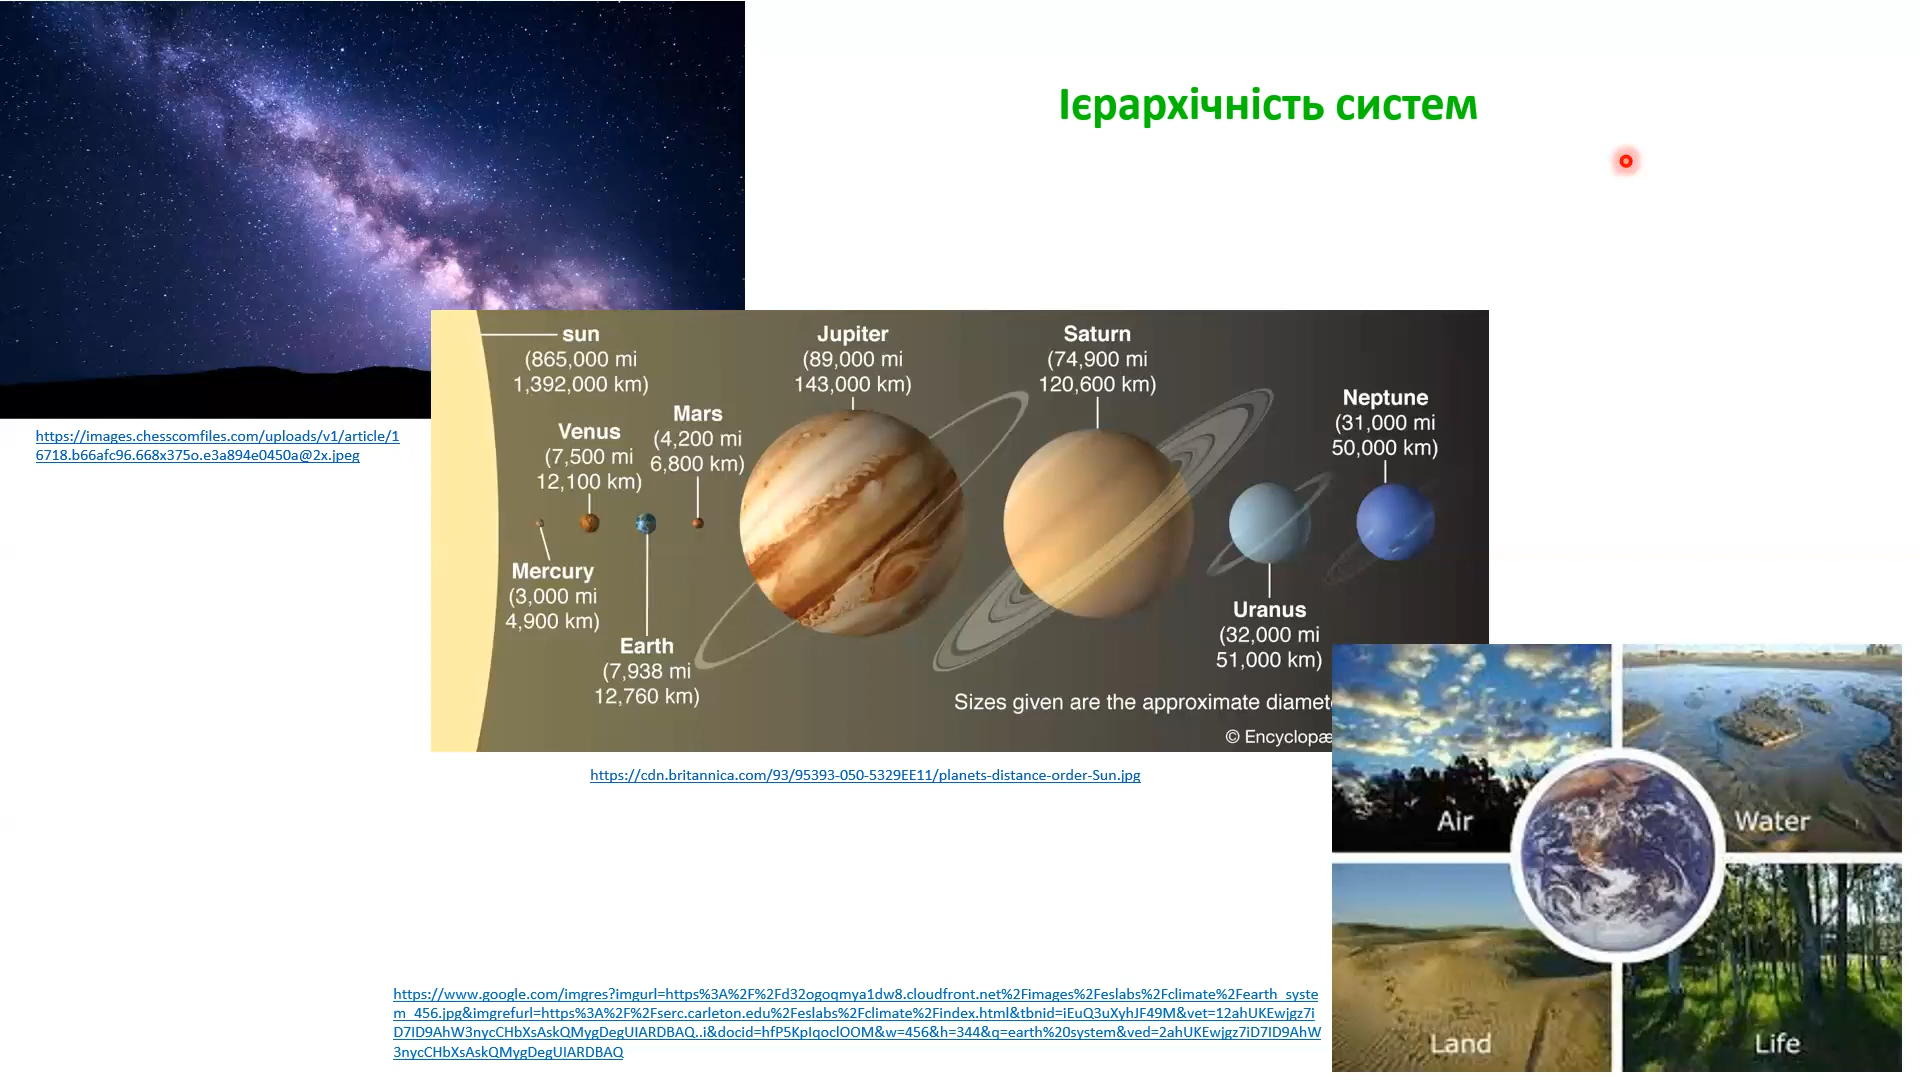 Ієрархічність систем
https://images.chesscomfiles.com/uploads/v1/article/1
6718.b66afc96.668x375o.e3a894e0450a@2x.jpeg
sun
(865,000 mi
1,392,000 km)
Venus
(7,500 mi
12,100 km)
Mars
(4,200 mi
6,800 km)
Jupiter
(89,000 mi
143,000 km)
Saturn
(74,900 mi
120,600 km)
Neptune
(31,000 mi
50,000 km)
Mercury
(3,000 mi
4,900 km)
Earth
(7,938 mi
12,760 km)
Uranus
(32,000 mi
51,000 km)
Sizes given are the approximate diamet
© Encyclopæ
https://cdn.britannica.com/93/95393-050-5329EE11/planets-distance-order-Sun.jpg
Air
Water
Land
Life
https://www.google.com/imgres?imgurl=https%3A%2F%2Fd32ogoqmya1dw8.cloudfront.net%2Fimages%2Feslabs%2Fclimate%2Fearth_syste
m_456.jpg&imgrefurl=https%3A%2F%2Fserc.carleton.edu%2Feslabs%2Fclimate%2Findex.html&tbnid=iEuQ3uXyhJF49M&vet=12ahUKEwjgz7i
D7ID9AhW3nycCHbXsAskQMygDegUIARDBAQ..i&docid=hfP5KpIqoclOOM&w=456&h=344&q=earth%20system&ved=2ahUKEwjgz7iD7ID9AhW
3nycCHbXsAskQMygDegUIARDBAQ